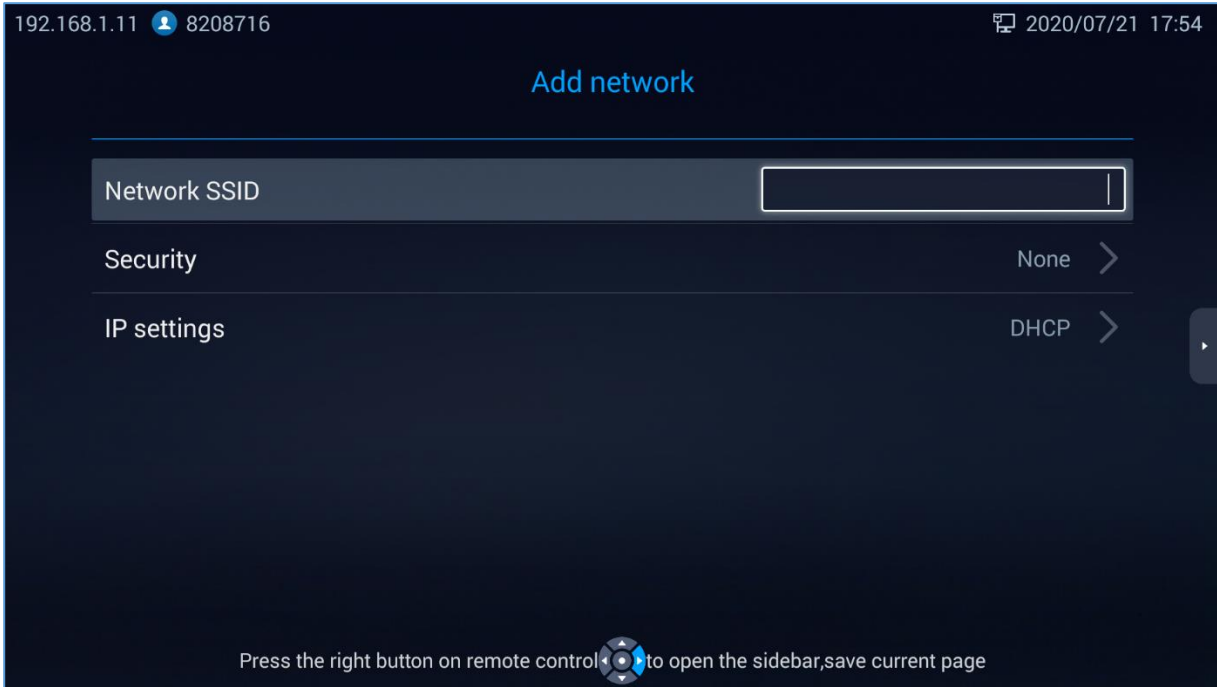 192.168.1.11 8208716 2020/07/21 17:54
Add network
Network SSID
Security None
IP settings DHCP
Press the right button on remote control to open the sidebar,save current page